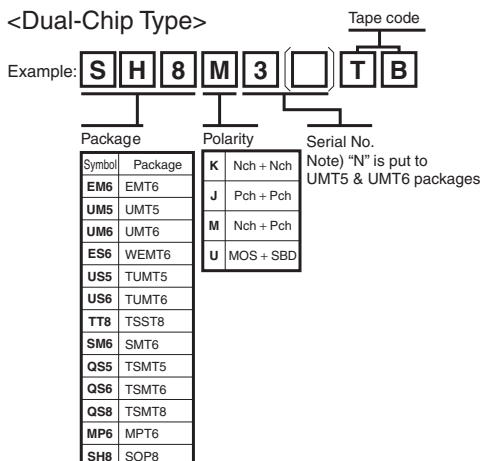 <Dual-Chip Type>
Tape code
Example: S H 8 M 3 ( ) T B
Package
Polarity
Serial No.
Note) “N” is put to
UMT5 & UMT6 packages
Symbol Package
EM6 EMT6
UM5 UMT5
UM6 UMT6
ES6 WEMT6
US5 TUMT5
US6 TUMT6
TT8 TSST8
SM6 SMT6
QS5 TSMT5
QS6 TSMT6
QS8 TSMT8
MP6 MPT6
SH8 SOP8
K Nch + Nch
J Pch + Pch
M Nch + Pch
U MOS + SBD